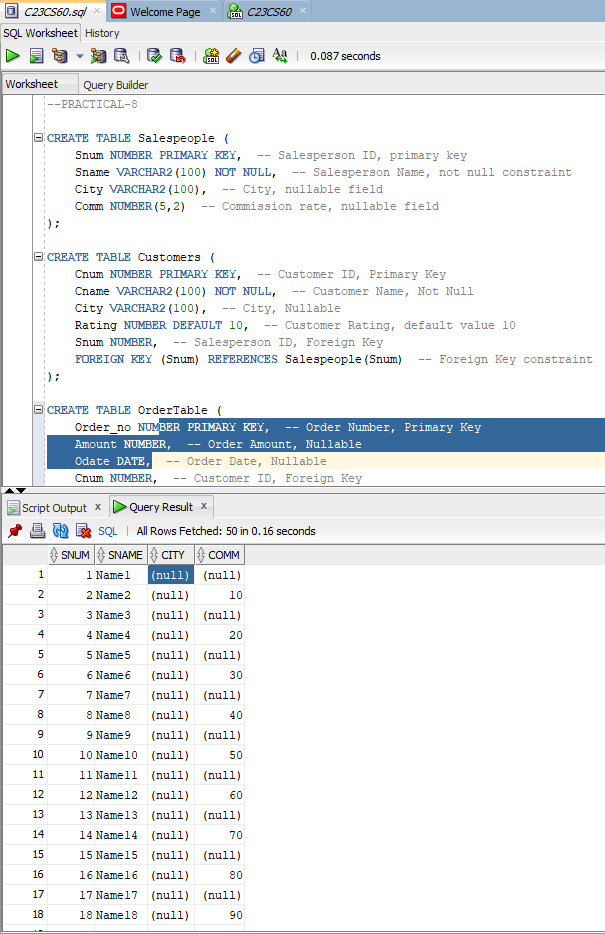 C23CS60.sql × Welcome Page × C23CS60 ×
SQL Worksheet History
0.087 seconds
Worksheet Query Builder
--PRACTICAL-8
CREATE TABLE Salespeople (
Snum NUMBER PRIMARY KEY, -- Salesperson ID, primary key
Sname VARCHAR2(100) NOT NULL, -- Salesperson Name, not null constraint
City VARCHAR2(100), -- City, nullable field
Comm NUMBER(5,2) -- Commission rate, nullable field
);
CREATE TABLE Customers (
Cnum NUMBER PRIMARY KEY, -- Customer ID, Primary Key
Cname VARCHAR2(100) NOT NULL, -- Customer Name, Not Null
City VARCHAR2(100), -- City, Nullable
Rating NUMBER DEFAULT 10, -- Customer Rating, default value 10
Snum NUMBER, -- Salesperson ID, Foreign Key
FOREIGN KEY (Snum) REFERENCES Salespeople(Snum) -- Foreign Key constraint
);
CREATE TABLE OrderTable (
Order_no NUMBER PRIMARY KEY, -- Order Number, Primary Key
Amount NUMBER, -- Order Amount, Nullable
Odate DATE, -- Order Date, Nullable
Cnum NUMBER, -- Customer ID, Foreign Key
Script Output × Query Result ×
SQL | All Rows Fetched: 50 in 0.16 seconds
SNUM SNAME CITY COMM
1 1 Name1 (null) (null)
2 2 Name2 (null) 10
3 3 Name3 (null) (null)
4 4 Name4 (null) 20
5 5 Name5 (null) (null)
6 6 Name6 (null) 30
7 7 Name7 (null) (null)
8 8 Name8 (null) 40
9 9 Name9 (null) (null)
10 10 Name10 (null) 50
11 11 Name11 (null) (null)
12 12 Name12 (null) 60
13 13 Name13 (null) (null)
14 14 Name14 (null) 70
15 15 Name15 (null) (null)
16 16 Name16 (null) 80
17 17 Name17 (null) (null)
18 18 Name18 (null) 90